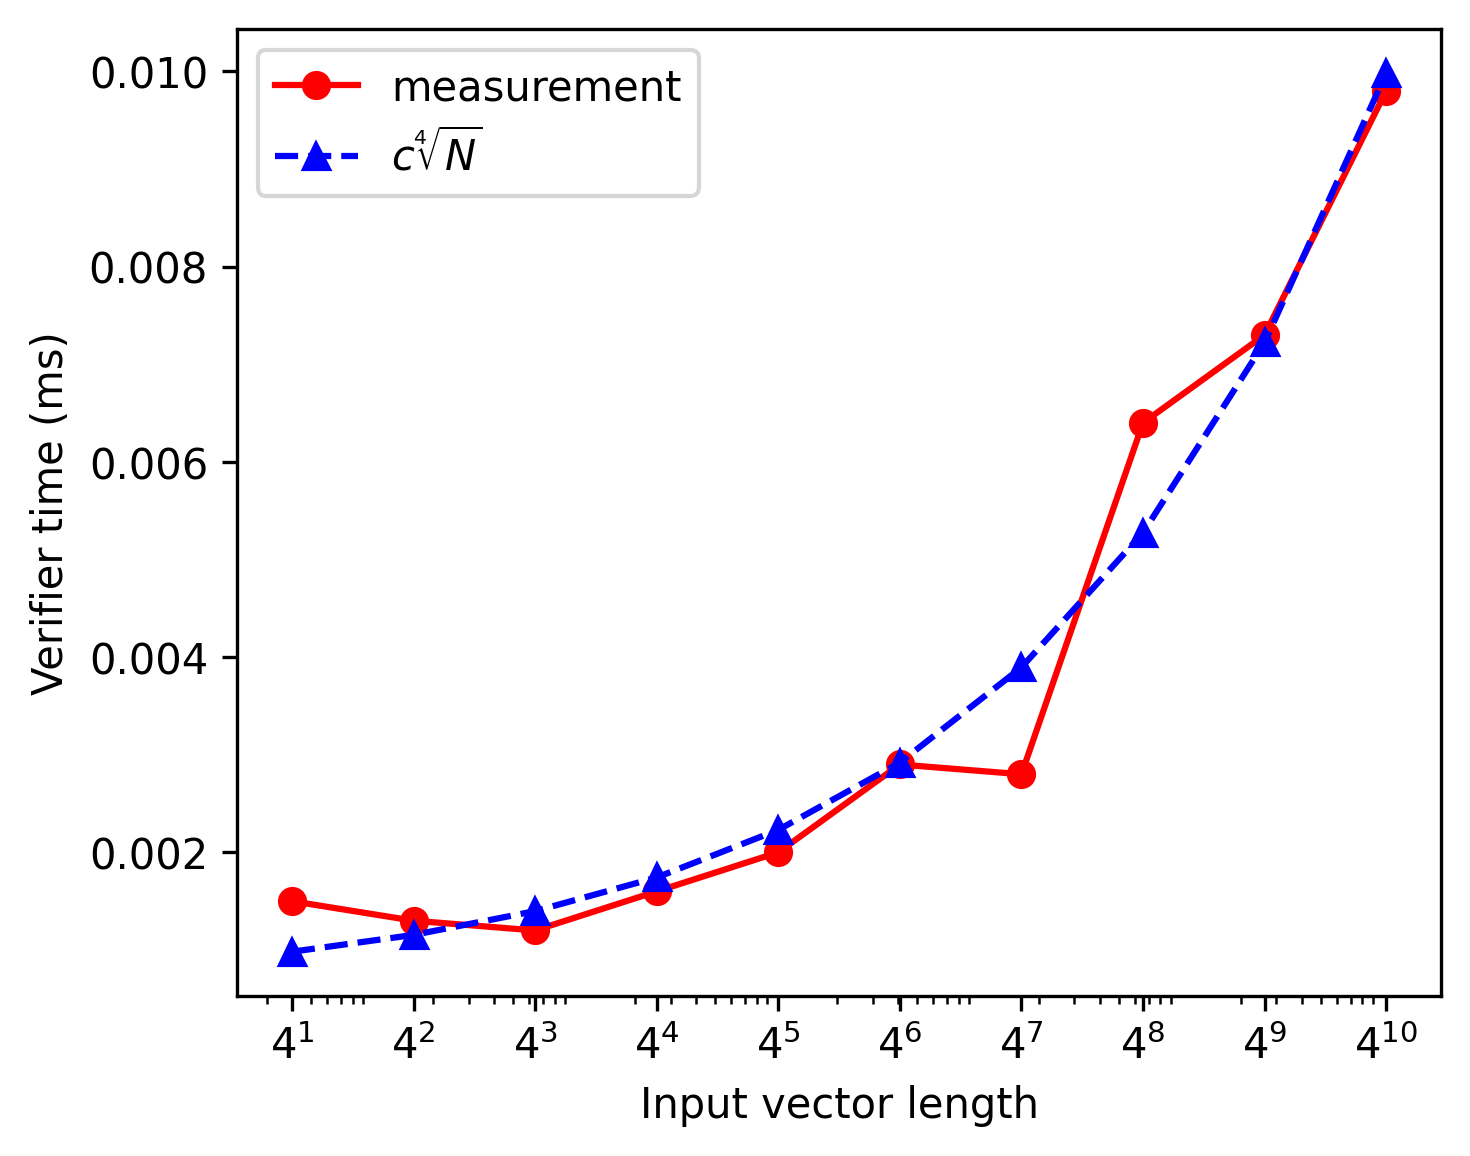 measurement
c∜N
0.010
0.008
0.006
0.004
0.002
Verifier time (ms)
4¹ 4² 4³ 4⁴ 4⁵ 4⁶ 4⁷ 4⁸ 4⁹ 4¹⁰
Input vector length